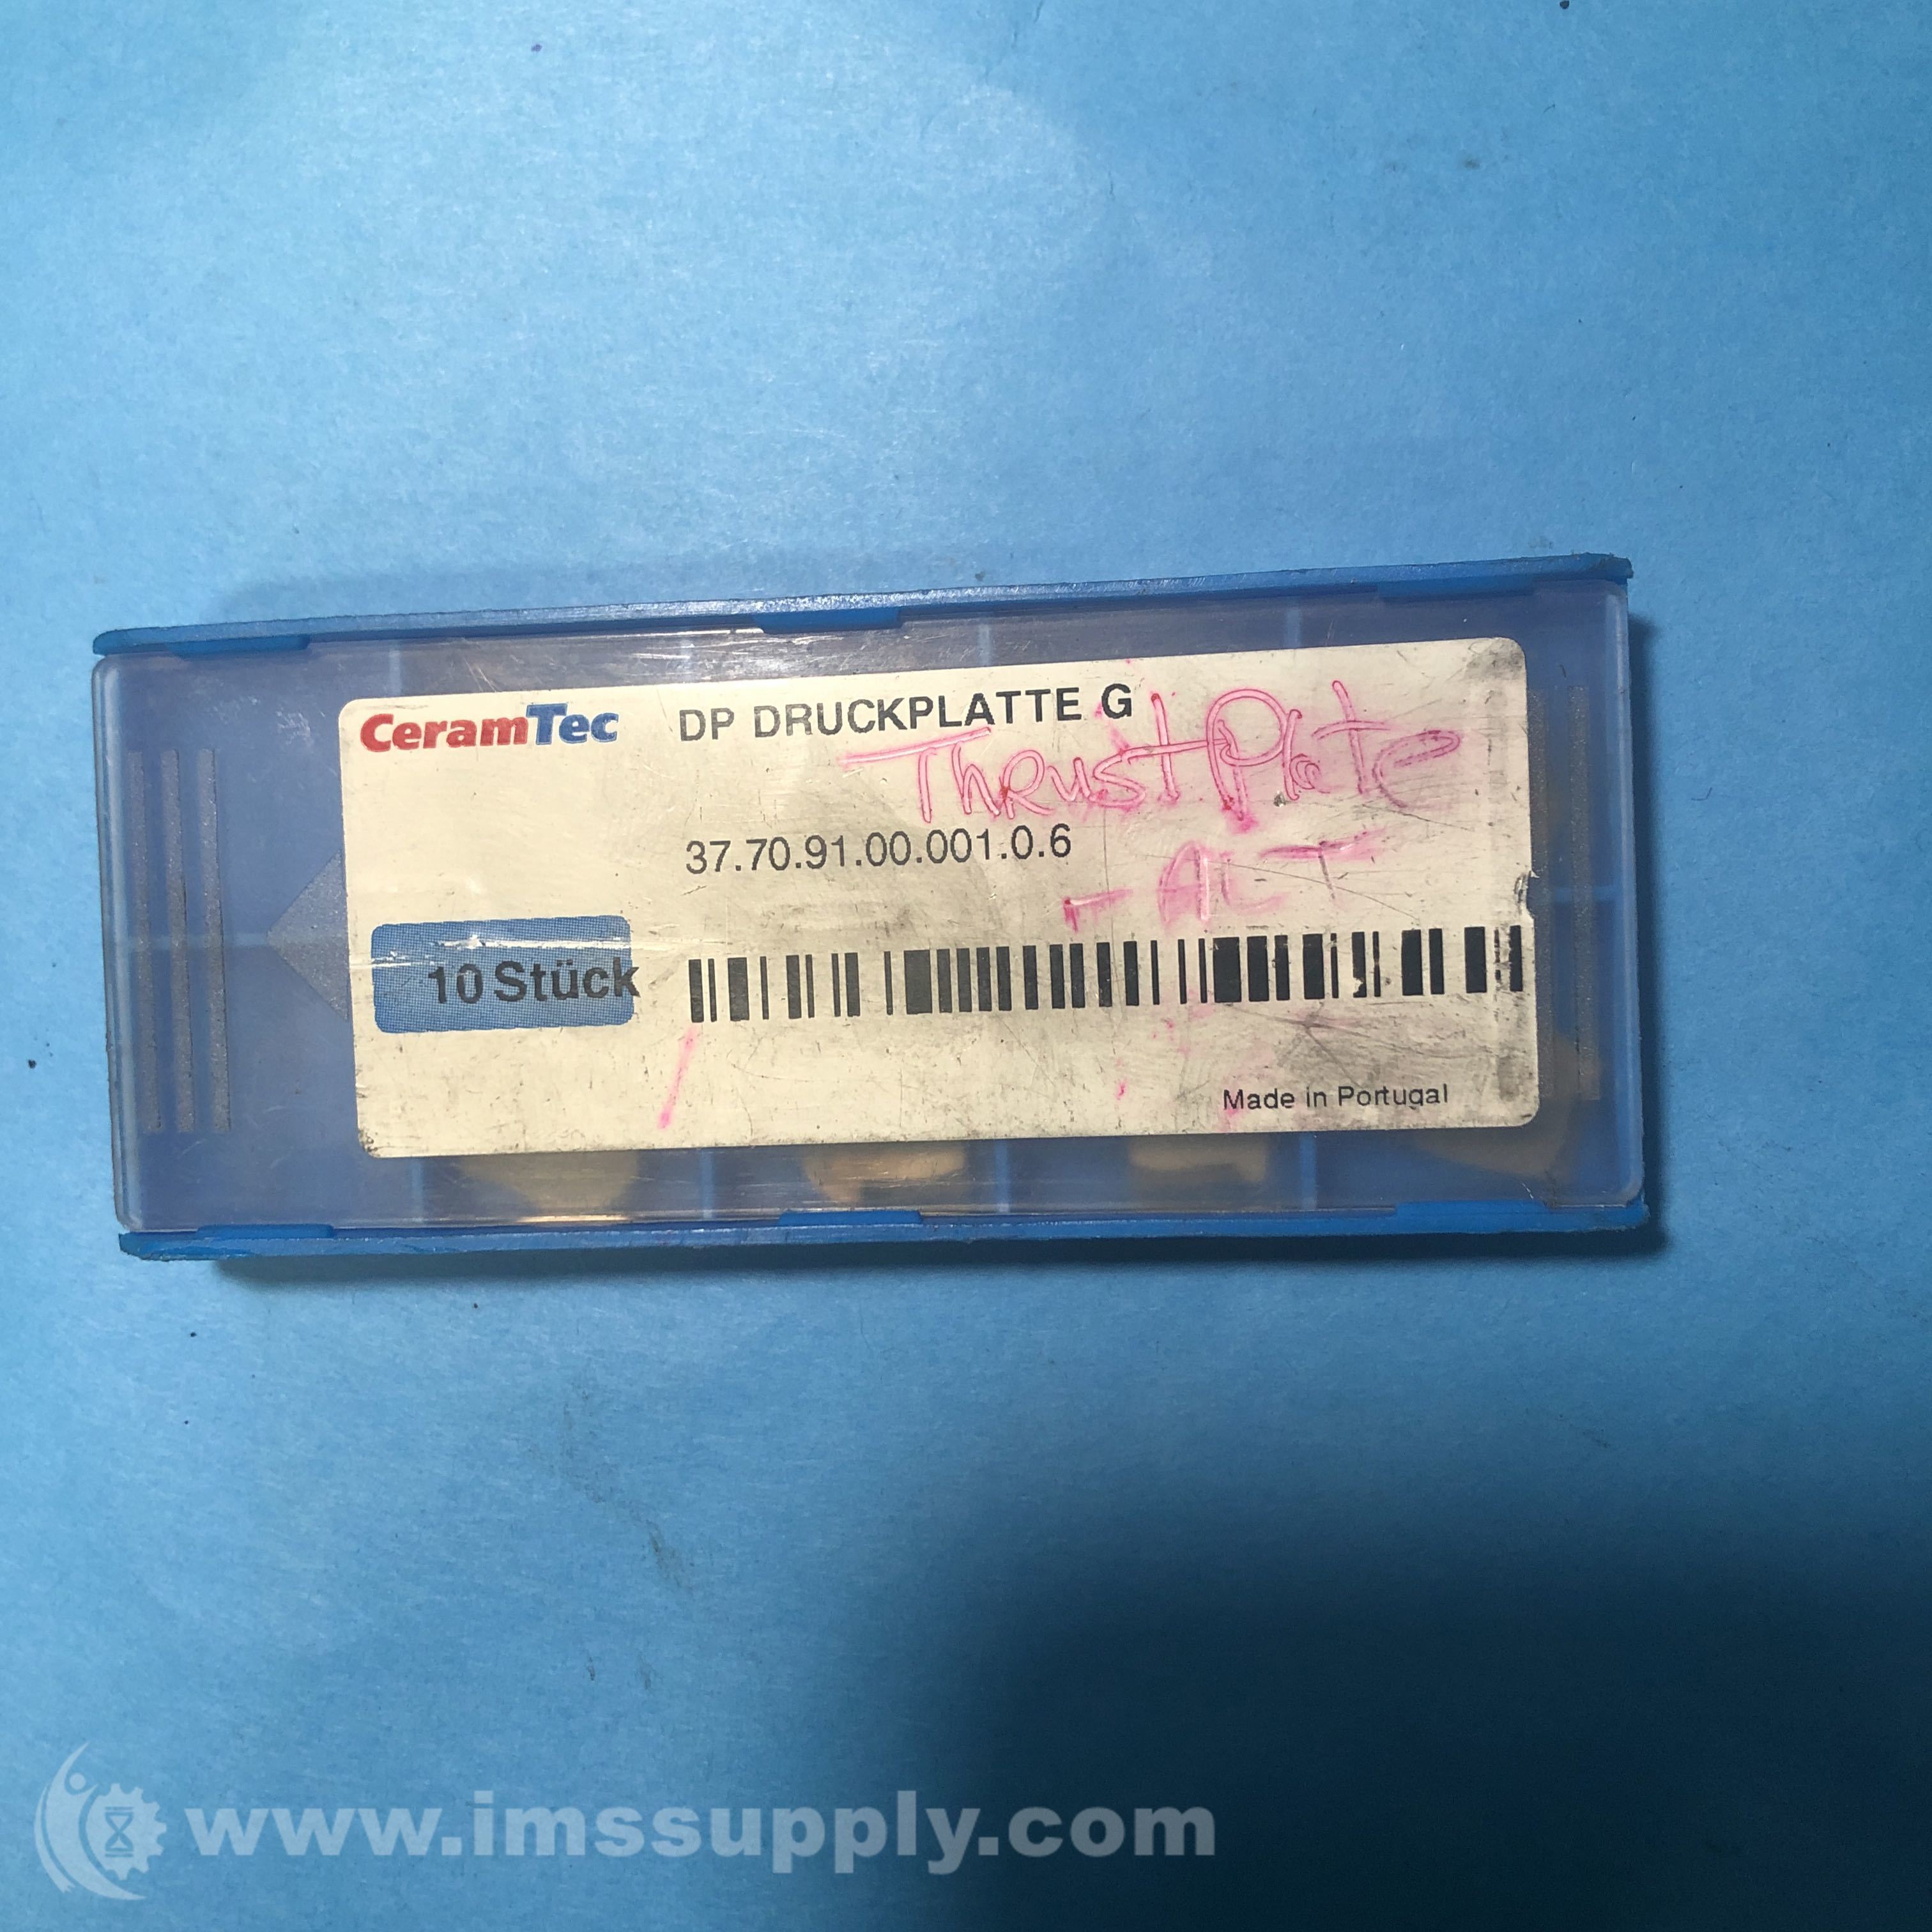 CeramTec
DP DRUCKPLATTE G
Thrust Plate
37.70.91.00.001.0.6
- ALT
10 Stück
Made in Portugal
www.imssupply.com